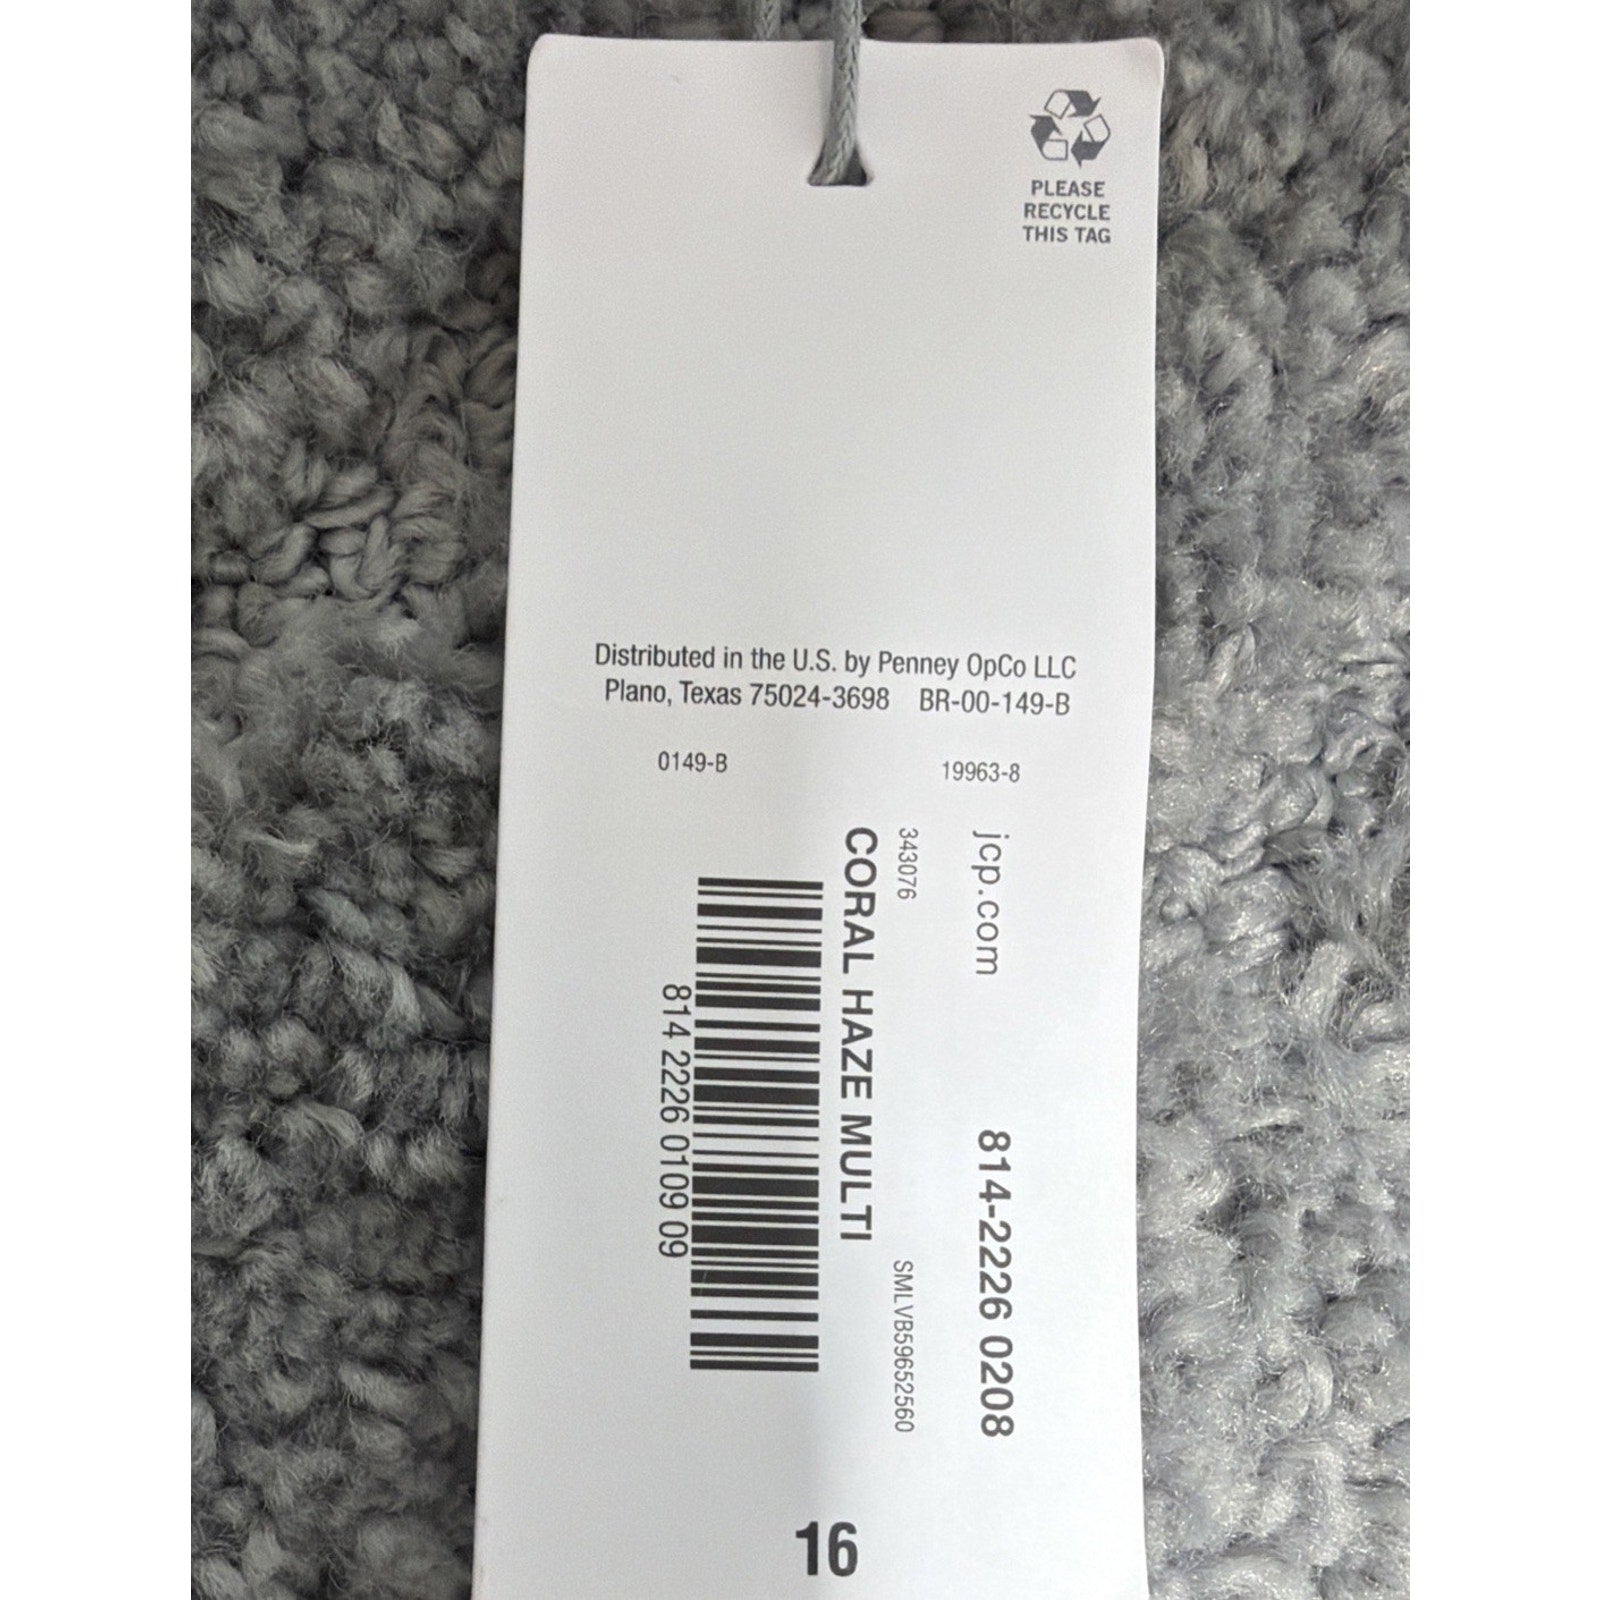 PLEASE
RECYCLE
THIS TAG
Distributed in the U.S. by Penney OpCo LLC
Plano, Texas 75024-3698 BR-00-149-B
0149-B 19963-8
jcp.com 814-2226 0208
343076 SMLVB59652560
CORAL HAZE MULTI
814 2226 0109 09
16